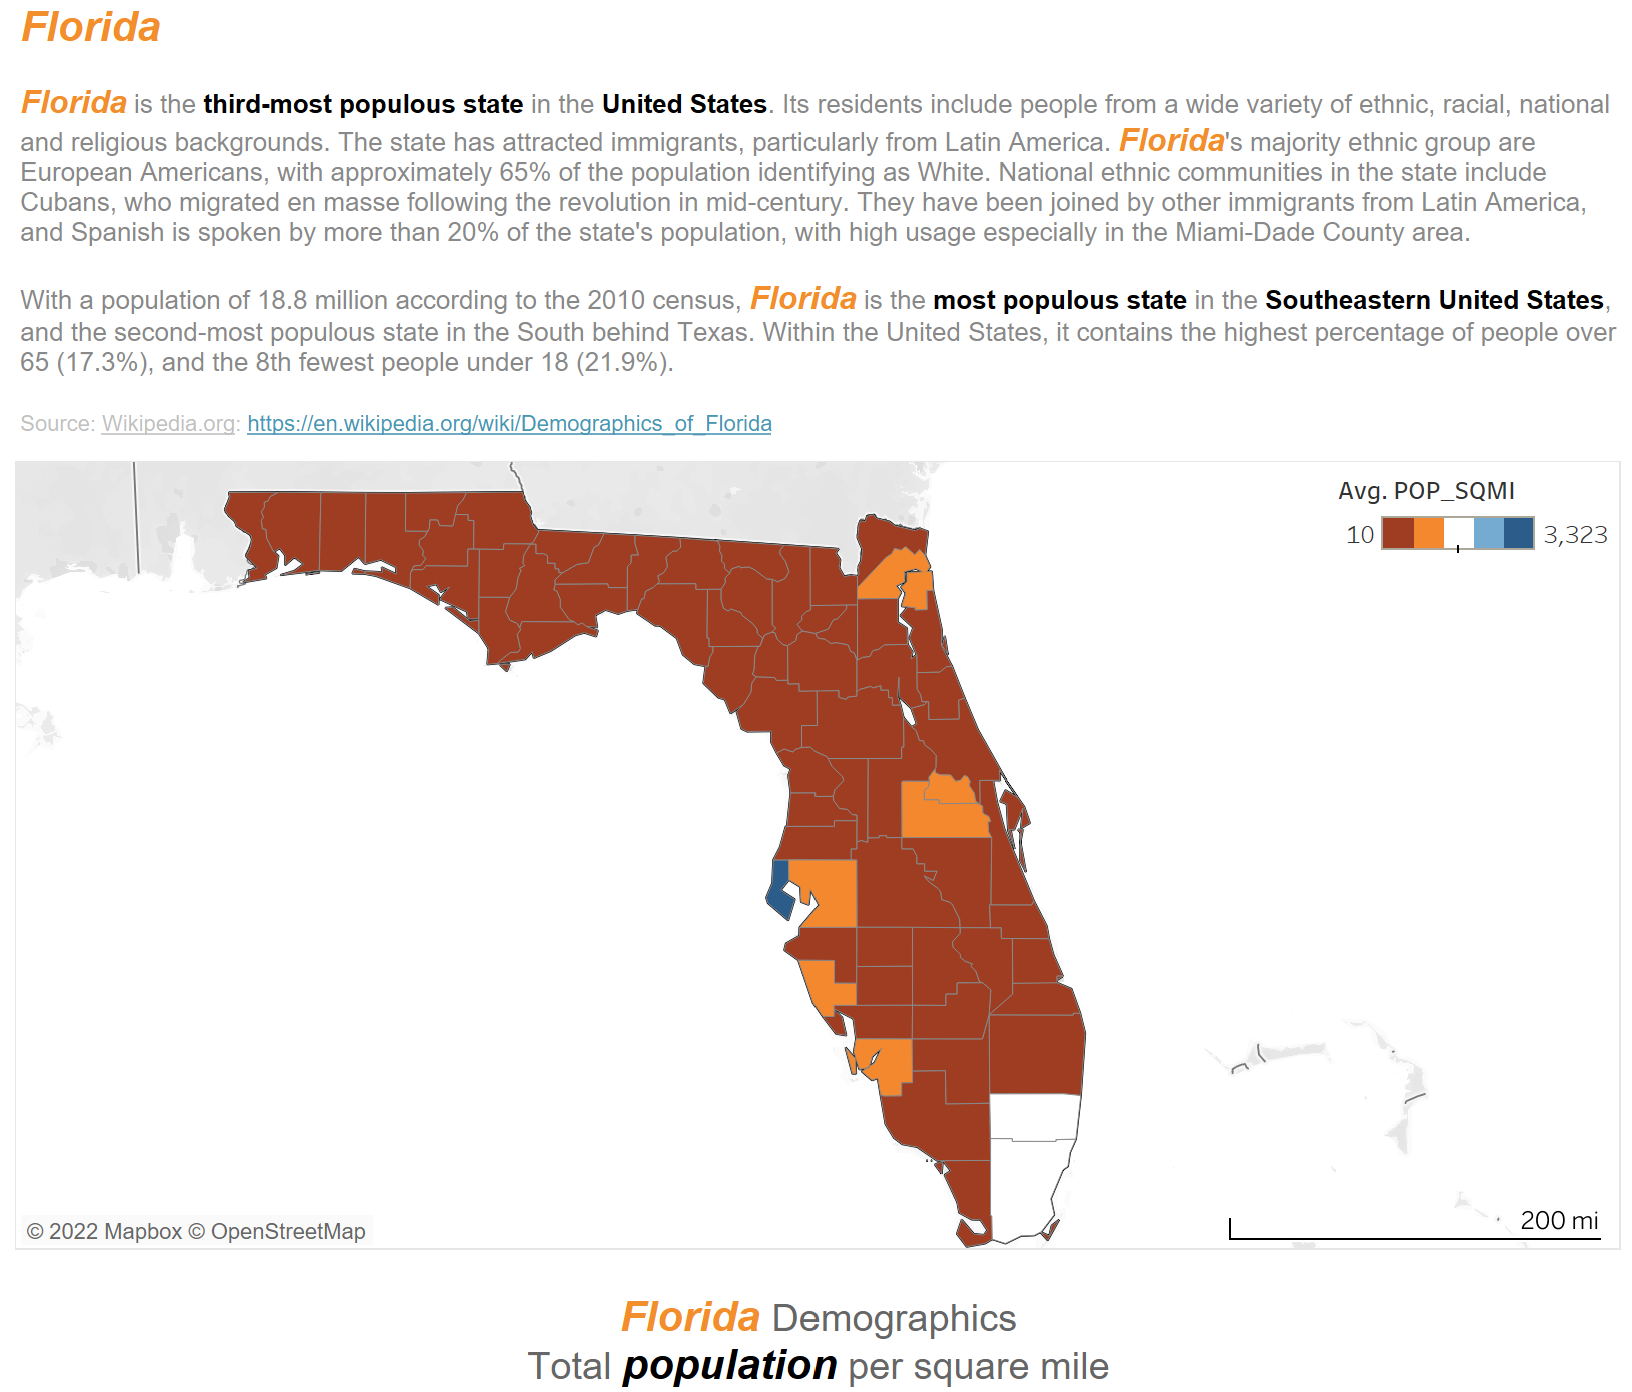 Florida
Florida is the third-most populous state in the United States. Its residents include people from a wide variety of ethnic, racial, national
and religious backgrounds. The state has attracted immigrants, particularly from Latin America. Florida's majority ethnic group are
European Americans, with approximately 65% of the population identifying as White. National ethnic communities in the state include
Cubans, who migrated en masse following the revolution in mid-century. They have been joined by other immigrants from Latin America,
and Spanish is spoken by more than 20% of the state's population, with high usage especially in the Miami-Dade County area.
With a population of 18.8 million according to the 2010 census, Florida is the most populous state in the Southeastern United States,
and the second-most populous state in the South behind Texas. Within the United States, it contains the highest percentage of people over
65 (17.3%), and the 8th fewest people under 18 (21.9%).
Source: Wikipedia.org: https://en.wikipedia.org/wiki/Demographics_of_Florida
Avg. POP_SQMI
10 3,323
200 mi
© 2022 Mapbox © OpenStreetMap
Florida Demographics
Total population per square mile